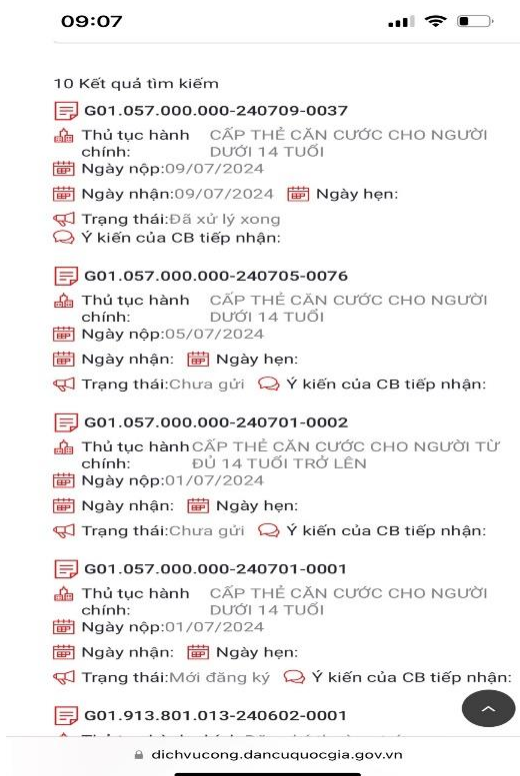 09:07
10 Kết quả tìm kiếm
G01.057.000.000-240709-0037
Thủ tục hành chính: CẤP THẺ CĂN CƯỚC CHO NGƯỜI DƯỚI 14 TUỔI
Ngày nộp:09/07/2024
Ngày nhận:09/07/2024 Ngày hẹn:
Trạng thái:Đã xử lý xong
Ý kiến của CB tiếp nhận:
G01.057.000.000-240705-0076
Thủ tục hành chính: CẤP THẺ CĂN CƯỚC CHO NGƯỜI DƯỚI 14 TUỔI
Ngày nộp:05/07/2024
Ngày nhận: Ngày hẹn:
Trạng thái:Chưa gửi Ý kiến của CB tiếp nhận:
G01.057.000.000-240701-0002
Thủ tục hành chính: CẤP THẺ CĂN CƯỚC CHO NGƯỜI TỪ ĐỦ 14 TUỔI TRỞ LÊN
Ngày nộp:01/07/2024
Ngày nhận: Ngày hẹn:
Trạng thái:Chưa gửi Ý kiến của CB tiếp nhận:
G01.057.000.000-240701-0001
Thủ tục hành chính: CẤP THẺ CĂN CƯỚC CHO NGƯỜI DƯỚI 14 TUỔI
Ngày nộp:01/07/2024
Ngày nhận: Ngày hẹn:
Trạng thái:Mới đăng ký Ý kiến của CB tiếp nhận:
G01.913.801.013-240602-0001
dichvucong.dancuquocgia.gov.vn